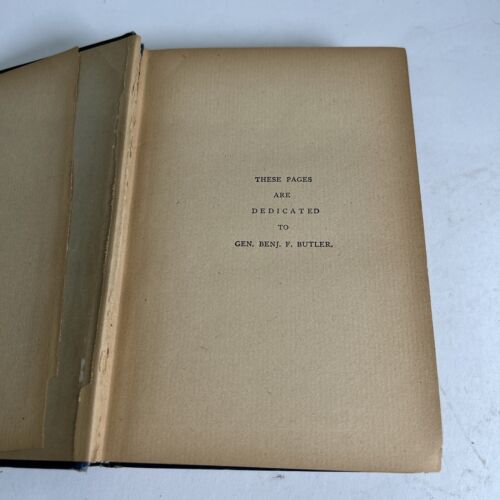 THESE PAGES
ARE
DEDICATED
TO
GEN. BENJ. F. BUTLER.